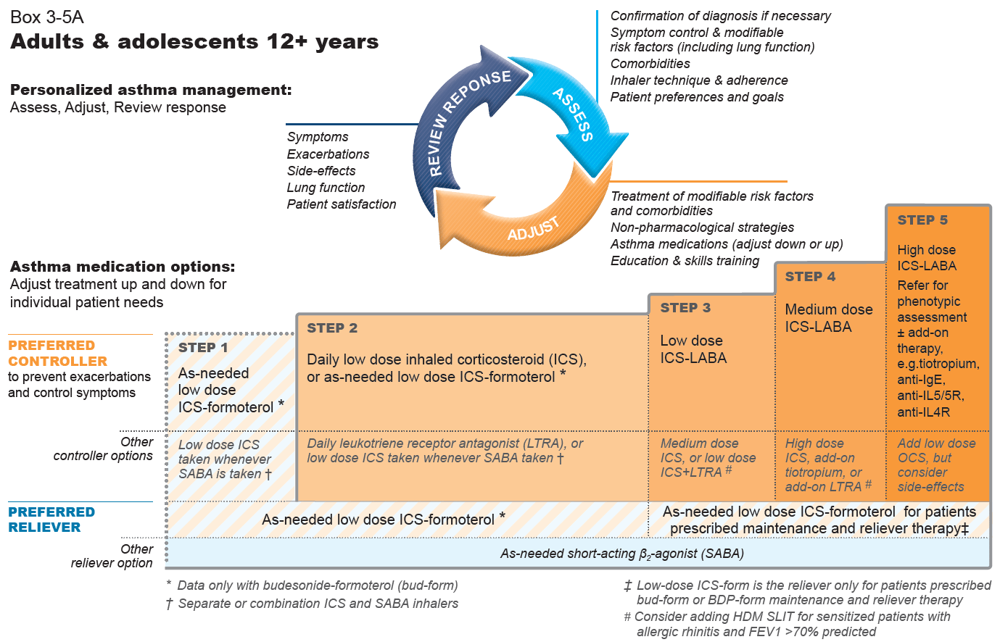 Box 3-5A
Adults & adolescents 12+ years
Personalized asthma management:
Assess, Adjust, Review response
Confirmation of diagnosis if necessary
Symptom control & modifiable
risk factors (including lung function)
Comorbidities
Inhaler technique & adherence
Patient preferences and goals
REVIEW REPONSE
ASSESS
ADJUST
Symptoms
Exacerbations
Side-effects
Lung function
Patient satisfaction
Treatment of modifiable risk factors
and comorbidities
Non-pharmacological strategies
Asthma medications (adjust down or up)
Education & skills training
Asthma medication options:
Adjust treatment up and down for
individual patient needs
PREFERRED
CONTROLLER
to prevent exacerbations
and control symptoms
STEP 1
As-needed
low dose
ICS-formoterol *
STEP 2
Daily low dose inhaled corticosteroid (ICS),
or as-needed low dose ICS-formoterol *
STEP 3
Low dose
ICS-LABA
STEP 4
Medium dose
ICS-LABA
STEP 5
High dose
ICS-LABA
Refer for
phenotypic
assessment
± add-on
therapy,
e.g.tiotropium,
anti-IgE,
anti-IL5/5R,
anti-IL4R
Other
controller options
Low dose ICS
taken whenever
SABA is taken †
Daily leukotriene receptor antagonist (LTRA), or
low dose ICS taken whenever SABA taken †
Medium dose
ICS, or low dose
ICS+LTRA #
High dose
ICS, add-on
tiotropium, or
add-on LTRA #
Add low dose
OCS, but
consider
side-effects
PREFERRED
RELIEVER
As-needed low dose ICS-formoterol *
As-needed low dose ICS-formoterol for patients
prescribed maintenance and reliever therapy‡
Other
reliever option
As-needed short-acting β2-agonist (SABA)
* Data only with budesonide-formoterol (bud-form)
† Separate or combination ICS and SABA inhalers
‡ Low-dose ICS-form is the reliever only for patients prescribed
bud-form or BDP-form maintenance and reliever therapy
# Consider adding HDM SLIT for sensitized patients with
allergic rhinitis and FEV1 >70% predicted